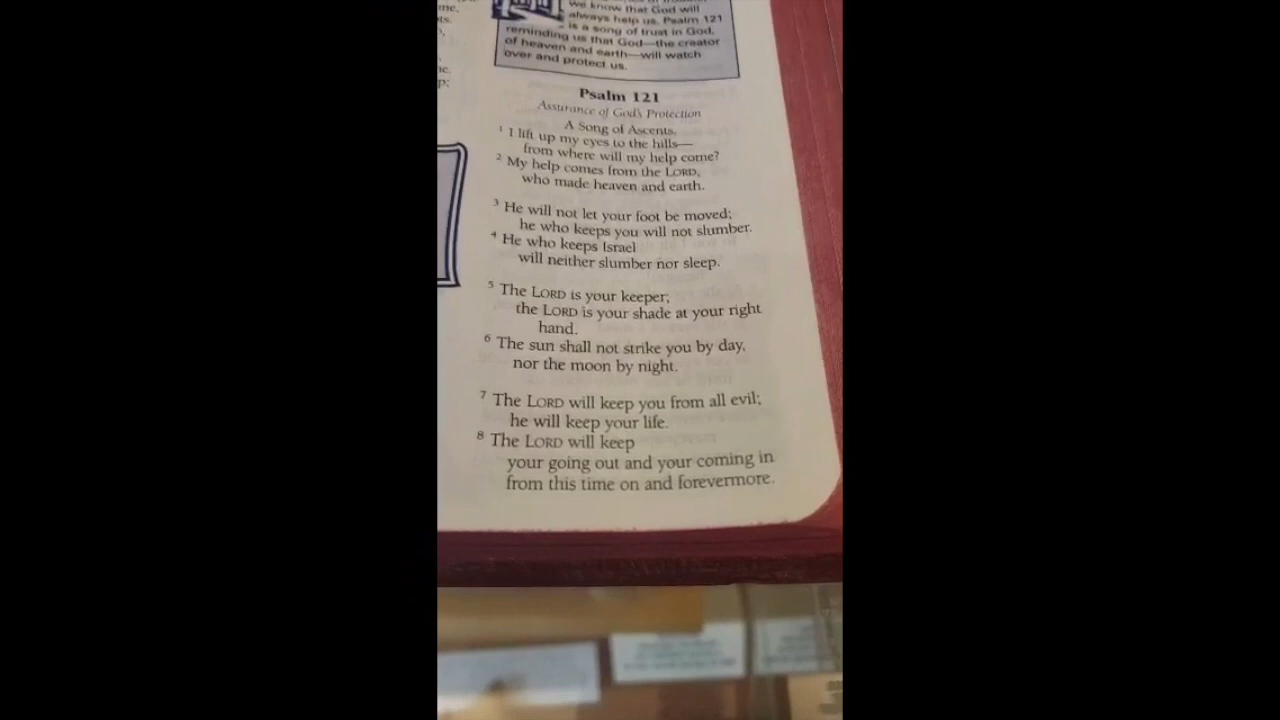 me,
ts.
ne.
p;
we know that God will
always help us. Psalm 121
is a song of trust in God,
reminding us that God—the creator
of heaven and earth—will watch
over and protect us.
Psalm 121
Assurance of God's Protection
A Song of Ascents.
1 I lift up my eyes to the hills—
from where will my help come?
2 My help comes from the LORD,
who made heaven and earth.
3 He will not let your foot be moved;
he who keeps you will not slumber.
4 He who keeps Israel
will neither slumber nor sleep.
5 The LORD is your keeper;
the LORD is your shade at your right
hand.
6 The sun shall not strike you by day,
nor the moon by night.
7 The LORD will keep you from all evil;
he will keep your life.
8 The LORD will keep
your going out and your coming in
from this time on and forevermore.